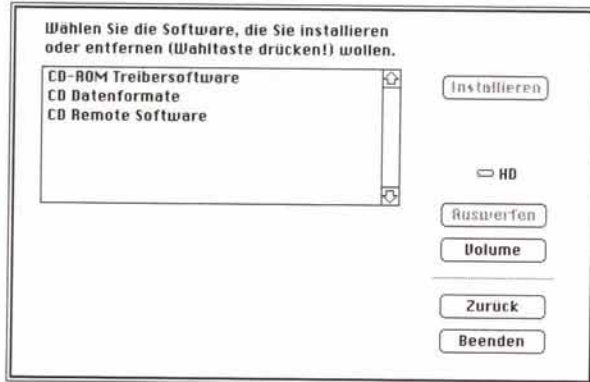 Wählen Sie die Software, die Sie installieren
oder entfernen (Wahltaste drücken!) wollen.
CD-ROM Treibersoftware
CD Datenformate
CD Remote Software
Installieren
HD
Auswerfen
Volume
Zurück
Beenden